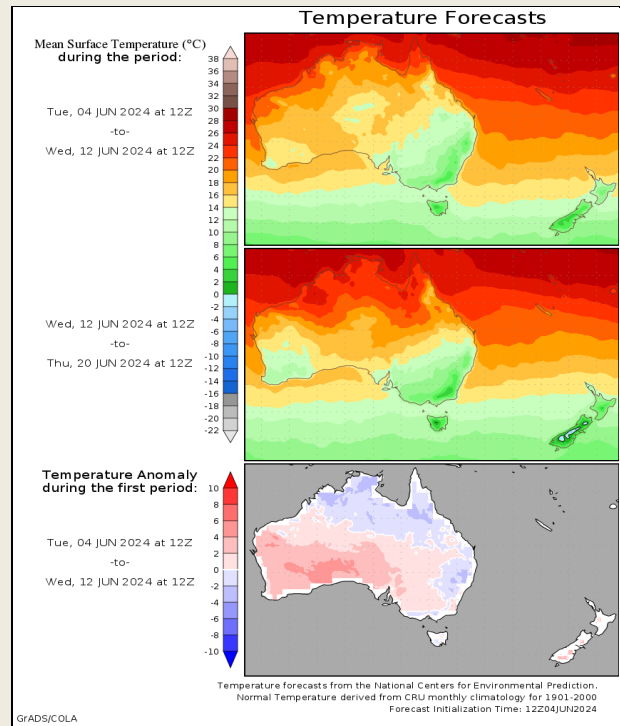 Temperature Forecasts
Mean Surface Temperature (°C)
during the period:
38
36
34
32
30
28
26
24
22
20
18
16
14
12
10
8
6
4
2
0
-2
-4
-6
-8
-10
-12
-14
-16
-18
-20
-22
Tue, 04 JUN 2024 at 12Z
-to-
Wed, 12 JUN 2024 at 12Z
Wed, 12 JUN 2024 at 12Z
-to-
Thu, 20 JUN 2024 at 12Z
Temperature Anomaly
during the first period:
10
8
6
4
2
0
-2
-4
-6
-8
-10
Tue, 04 JUN 2024 at 12Z
-to-
Wed, 12 JUN 2024 at 12Z
Temperature forecasts from the National Centers for Environmental Prediction.
Normal Temperature derived from CRU monthly climatology for 1901-2000
Forecast Initialization Time: 12Z04JUN2024
GrADS/COLA